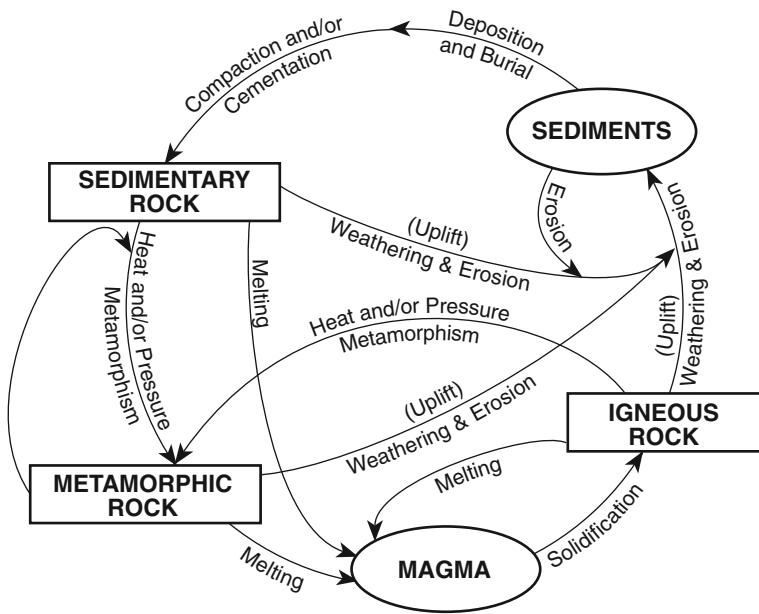 Deposition
and Burial
Compaction and/or
Cementation
SEDIMENTS
SEDIMENTARY
ROCK
Erosion
(Uplift)
Weathering & Erosion
(Uplift)
Weathering & Erosion
Heat and/or Pressure
Metamorphism
Melting
Heat and/or Pressure
Metamorphism
(Uplift)
Weathering & Erosion
IGNEOUS
ROCK
METAMORPHIC
ROCK
Melting
Solidification
Melting
MAGMA